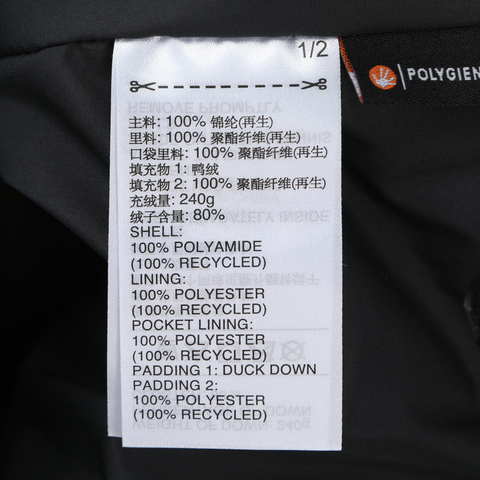 1/2
主料: 100% 锦纶(再生)
里料: 100% 聚酯纤维(再生)
口袋里料: 100% 聚酯纤维(再生)
填充物 1: 鸭绒
填充物 2: 100% 聚酯纤维(再生)
充绒量: 240g
绒子含量: 80%
SHELL:
100% POLYAMIDE
(100% RECYCLED)
LINING:
100% POLYESTER
(100% RECYCLED)
POCKET LINING:
100% POLYESTER
(100% RECYCLED)
PADDING 1: DUCK DOWN
PADDING 2:
100% POLYESTER
(100% RECYCLED)
POLYGIEN